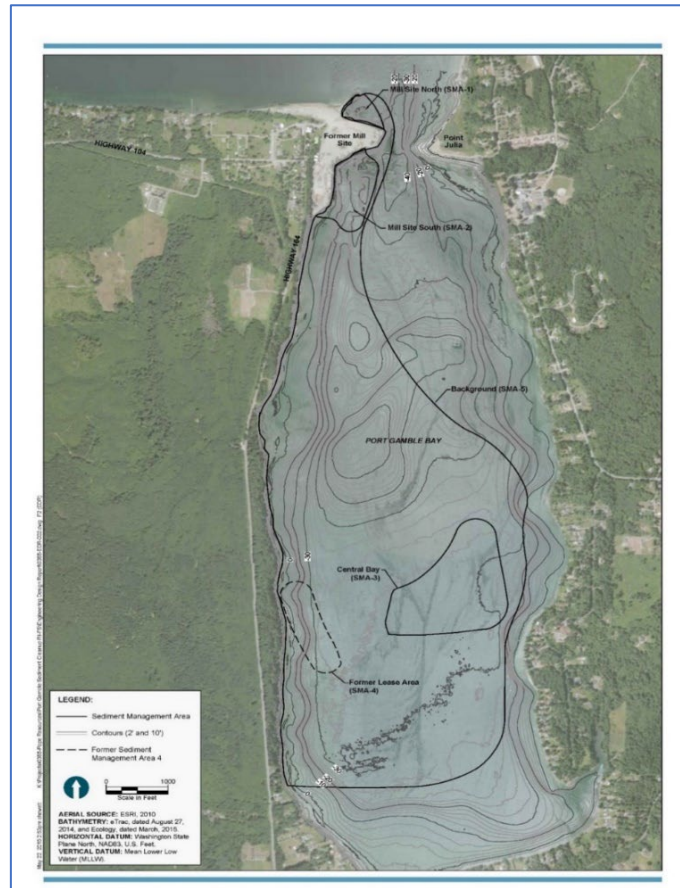 Mill Site North (SMA-1)
Former Mill
Site
Point
Julia
HIGHWAY 104
HIGHWAY 104
Mill Site South (SMA-2)
Background (SMA-5)
PORT GAMBLE BAY
Central Bay
(SMA-3)
Former Lease Area
(SMA-4)
LEGEND:
Sediment Management Area
Contours (2' and 10')
Former Sediment
Management Area 4
0 1000
Scale in Feet
AERIAL SOURCE: ESRI, 2010
BATHYMETRY: eTrac, dated August 27,
2014, and Ecology, dated March, 2015.
HORIZONTAL DATUM: Washington State
Plane North, NAD83, U.S. Feet.
VERTICAL DATUM: Mean Lower Low
Water (MLLW).